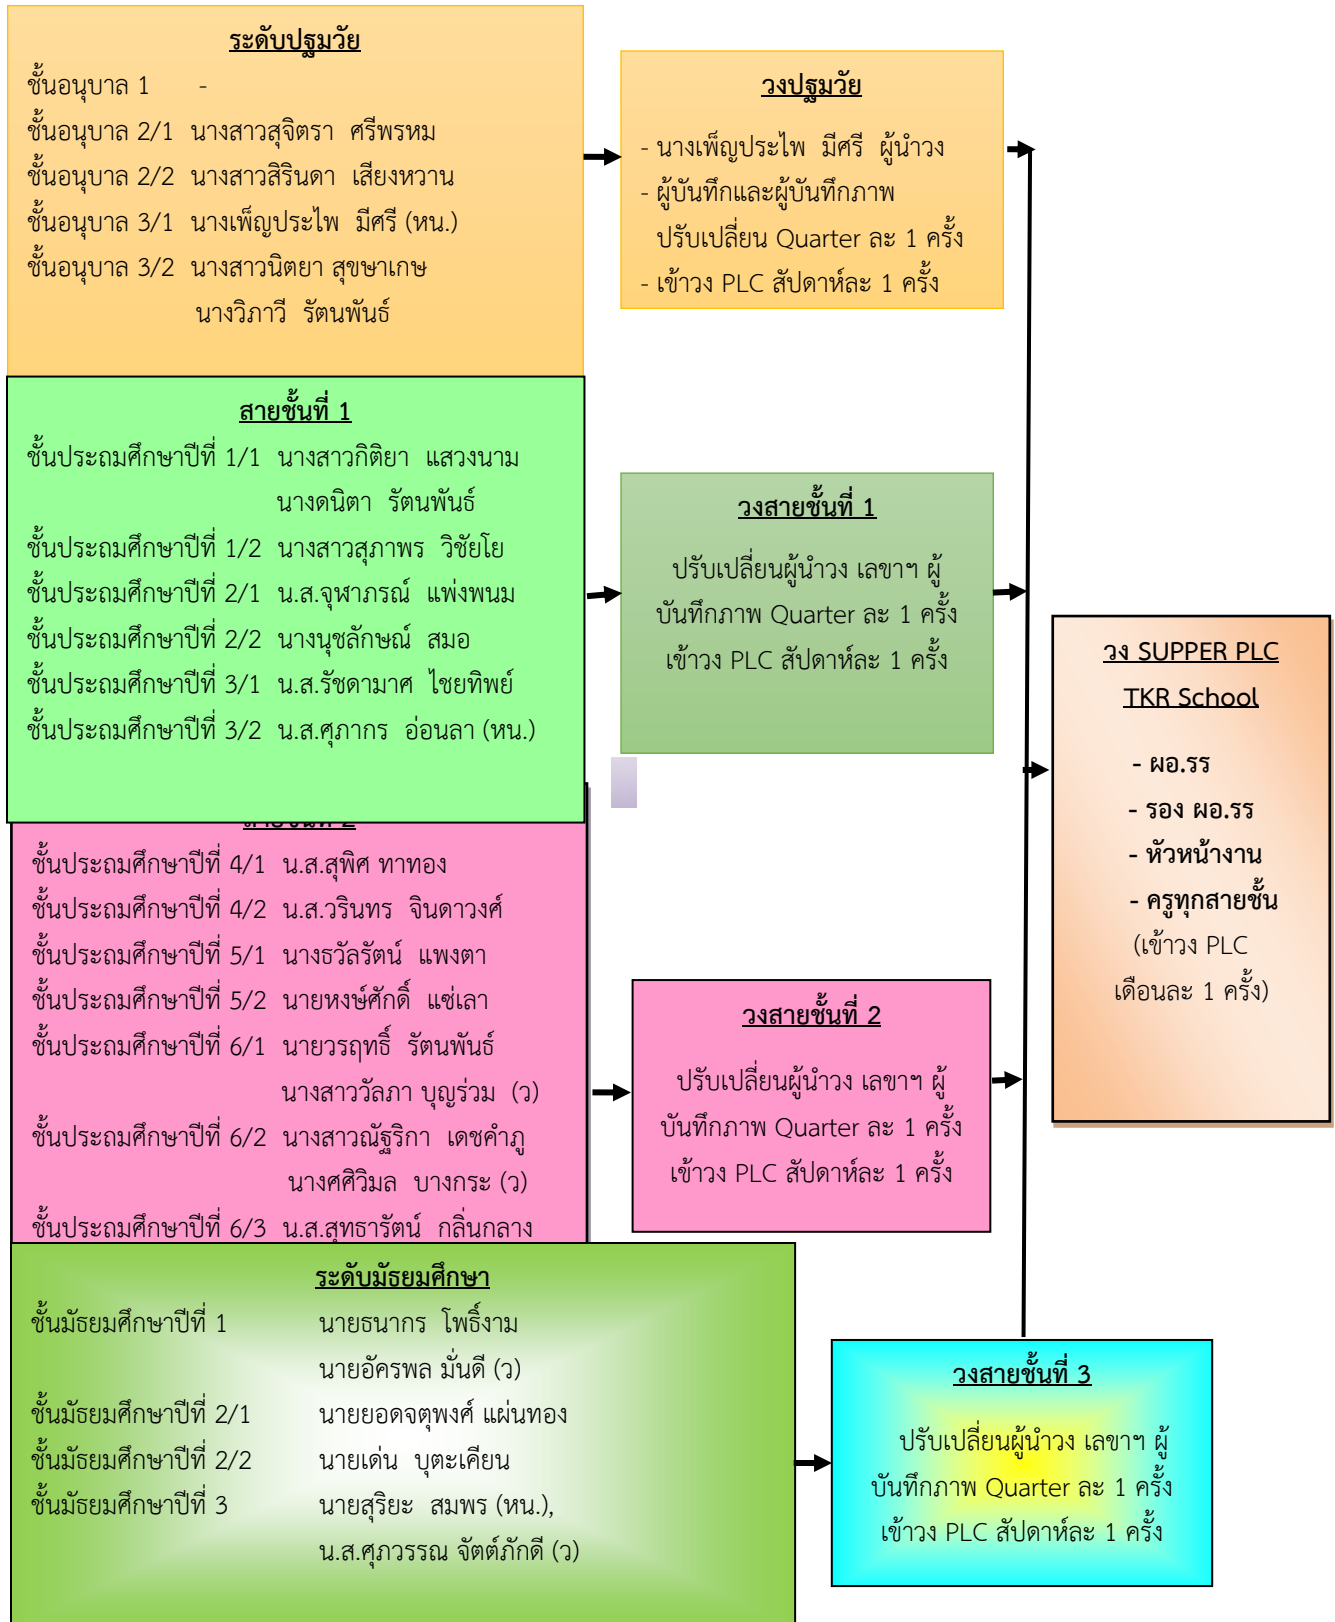 ระดับปฐมวัย
ชั้นอนุบาล 1 -
ชั้นอนุบาล 2/1 นางสาวสุจิตรา ศรีพรหม
ชั้นอนุบาล 2/2 นางสาวสิรินดา เสียงหวาน
ชั้นอนุบาล 3/1 นางเพ็ญประไพ มีศรี (หน.)
ชั้นอนุบาล 3/2 นางสาวนิตยา สุขษาเกษ
นางวิภาวี รัตนพันธ์
วงปฐมวัย
- นางเพ็ญประไพ มีศรี ผู้นำวง
- ผู้บันทึกและผู้บันทึกภาพ
ปรับเปลี่ยน Quarter ละ 1 ครั้ง
- เข้าวง PLC สัปดาห์ละ 1 ครั้ง
สายชั้นที่ 1
ชั้นประถมศึกษาปีที่ 1/1 นางสาวกิติยา แสวงนาม
นางดนิตา รัตนพันธ์
ชั้นประถมศึกษาปีที่ 1/2 นางสาวสุภาพร วิชัยโย
ชั้นประถมศึกษาปีที่ 2/1 น.ส.จุฬาภรณ์ แพ่งพนม
ชั้นประถมศึกษาปีที่ 2/2 นางนุชลักษณ์ สมอ
ชั้นประถมศึกษาปีที่ 3/1 น.ส.รัชดามาศ ไชยทิพย์
ชั้นประถมศึกษาปีที่ 3/2 น.ส.ศุภากร อ่อนลา (หน.)
วงสายชั้นที่ 1
ปรับเปลี่ยนผู้นำวง เลขาฯ ผู้
บันทึกภาพ Quarter ละ 1 ครั้ง
เข้าวง PLC สัปดาห์ละ 1 ครั้ง
ชั้นประถมศึกษาปีที่ 4/1 น.ส.สุพิศ ทาทอง
ชั้นประถมศึกษาปีที่ 4/2 น.ส.วรินทร จินดาวงศ์
ชั้นประถมศึกษาปีที่ 5/1 นางธวัลรัตน์ แพงตา
ชั้นประถมศึกษาปีที่ 5/2 นายหงษ์ศักดิ์ แซ่เลา
ชั้นประถมศึกษาปีที่ 6/1 นายวรฤทธิ์ รัตนพันธ์
นางสาววัลภา บุญร่วม (ว)
ชั้นประถมศึกษาปีที่ 6/2 นางสาวณัฐริกา เดชคำภู
นางศศิวิมล บางกระ (ว)
ชั้นประถมศึกษาปีที่ 6/3 น.ส.สุทธารัตน์ กลิ่นกลาง
วงสายชั้นที่ 2
ปรับเปลี่ยนผู้นำวง เลขาฯ ผู้
บันทึกภาพ Quarter ละ 1 ครั้ง
เข้าวง PLC สัปดาห์ละ 1 ครั้ง
ระดับมัธยมศึกษา
ชั้นมัธยมศึกษาปีที่ 1 นายธนากร โพธิ์งาม
นายอัครพล มั่นดี (ว)
ชั้นมัธยมศึกษาปีที่ 2/1 นายยอดจตุพงศ์ แผ่นทอง
ชั้นมัธยมศึกษาปีที่ 2/2 นายเด่น บุตะเคียน
ชั้นมัธยมศึกษาปีที่ 3 นายสุริยะ สมพร (หน.),
น.ส.ศุภวรรณ จัตต์ภักดี (ว)
วงสายชั้นที่ 3
ปรับเปลี่ยนผู้นำวง เลขาฯ ผู้
บันทึกภาพ Quarter ละ 1 ครั้ง
เข้าวง PLC สัปดาห์ละ 1 ครั้ง
วง SUPPER PLC
TKR School
- ผอ.รร
- รอง ผอ.รร
- หัวหน้างาน
- ครูทุกสายชั้น
(เข้าวง PLC
เดือนละ 1 ครั้ง)